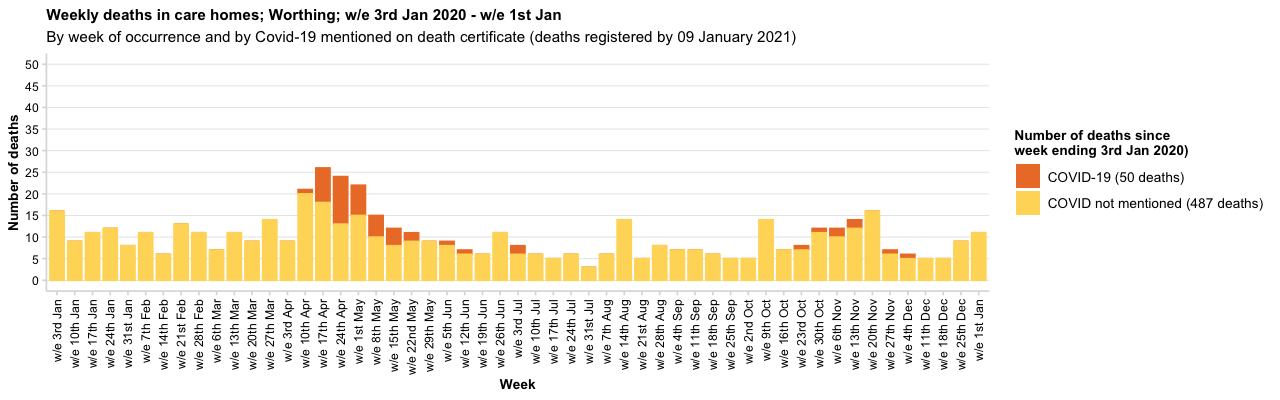 Weekly deaths in care homes; Worthing; w/e 3rd Jan 2020 - w/e 1st Jan
By week of occurrence and by Covid-19 mentioned on death certificate (deaths registered by 09 January 2021)
Number of deaths
50
45
40
35
30
25
20
15
10
5
0
w/e 3rd Jan
w/e 10th Jan
w/e 17th Jan
w/e 24th Jan
w/e 31st Jan
w/e 7th Feb
w/e 14th Feb
w/e 21st Feb
w/e 28th Feb
w/e 6th Mar
w/e 13th Mar
w/e 20th Mar
w/e 27th Mar
w/e 3rd Apr
w/e 10th Apr
w/e 17th Apr
w/e 24th Apr
w/e 1st May
w/e 8th May
w/e 15th May
w/e 22nd May
w/e 29th May
w/e 5th Jun
w/e 12th Jun
w/e 19th Jun
w/e 26th Jun
w/e 3rd Jul
w/e 10th Jul
w/e 17th Jul
w/e 24th Jul
w/e 31st Jul
w/e 7th Aug
w/e 14th Aug
w/e 21st Aug
w/e 28th Aug
w/e 4th Sep
w/e 11th Sep
w/e 18th Sep
w/e 25th Sep
w/e 2nd Oct
w/e 9th Oct
w/e 16th Oct
w/e 23rd Oct
w/e 30th Oct
w/e 6th Nov
w/e 13th Nov
w/e 20th Nov
w/e 27th Nov
w/e 4th Dec
w/e 11th Dec
w/e 18th Dec
w/e 25th Dec
w/e 1st Jan
Week
Number of deaths since
week ending 3rd Jan 2020)
COVID-19 (50 deaths)
COVID not mentioned (487 deaths)